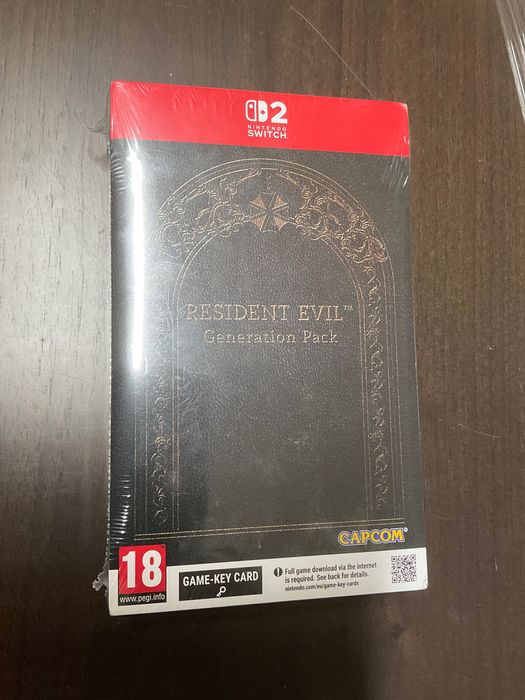 2
NINTENDO
SWITCH
RESIDENT EVIL™
Generation Pack
CAPCOM®
18
www.pegi.info
GAME-KEY CARD
Full game download via the internet
is required. See back for details.
nintendo.com/eu/game-key-cards